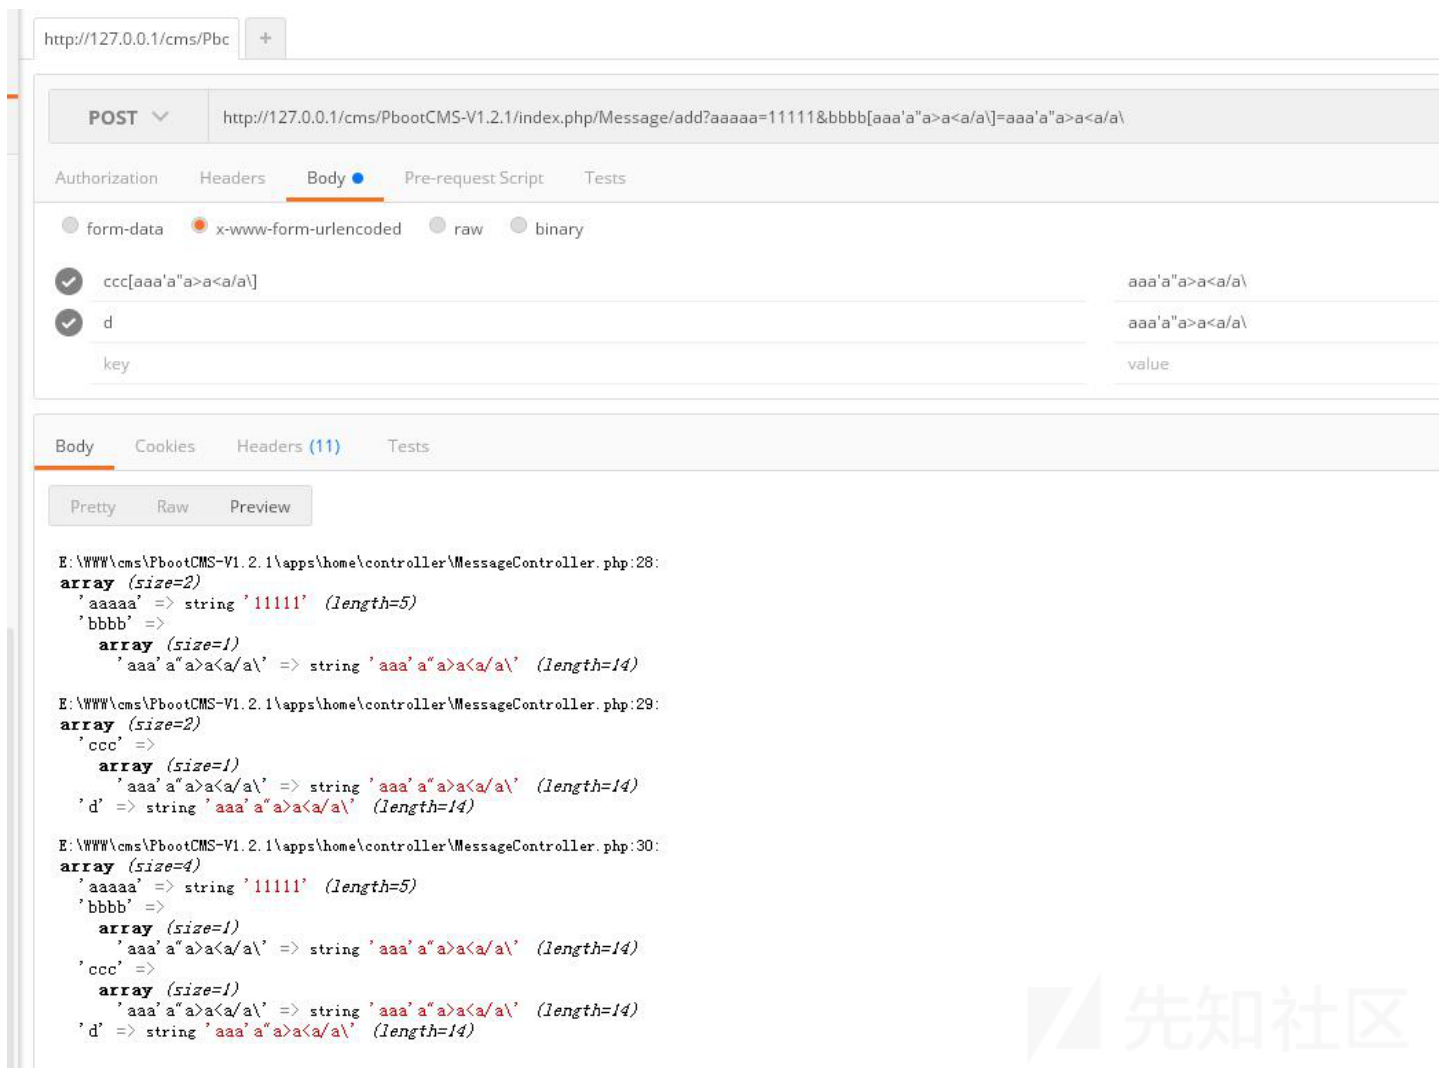 http://127.0.0.1/cms/Pbc +
POST http://127.0.0.1/cms/PbootCMS-V1.2.1/index.php/Message/add?aaaaa=11111&bbbb[aaa'a"a>a<a/a\]=aaa'a"a>a<a/a\
Authorization Headers Body Pre-request Script Tests
form-data x-www-form-urlencoded raw binary
ccc[aaa'a"a>a<a/a\] aaa'a"a>a<a/a\
d aaa'a"a>a<a/a\
key value
Body Cookies Headers (11) Tests
Pretty Raw Preview
E:\WWW\cms\PbootCMS-V1.2.1\apps\home\controller\MessageController.php:28:
array (size=2)
'aaaaa' => string '11111' (length=5)
'bbbb' =>
array (size=1)
'aaa'a"a>a<a/a\' => string 'aaa'a"a>a<a/a\' (length=14)
E:\WWW\cms\PbootCMS-V1.2.1\apps\home\controller\MessageController.php:29:
array (size=2)
'ccc' =>
array (size=1)
'aaa'a"a>a<a/a\' => string 'aaa'a"a>a<a/a\' (length=14)
'd' => string 'aaa'a"a>a<a/a\' (length=14)
E:\WWW\cms\PbootCMS-V1.2.1\apps\home\controller\MessageController.php:30:
array (size=4)
'aaaaa' => string '11111' (length=5)
'bbbb' =>
array (size=1)
'aaa'a"a>a<a/a\' => string 'aaa'a"a>a<a/a\' (length=14)
'ccc' =>
array (size=1)
'aaa'a"a>a<a/a\' => string 'aaa'a"a>a<a/a\' (length=14)
'd' => string 'aaa'a"a>a<a/a\' (length=14)
先知社区